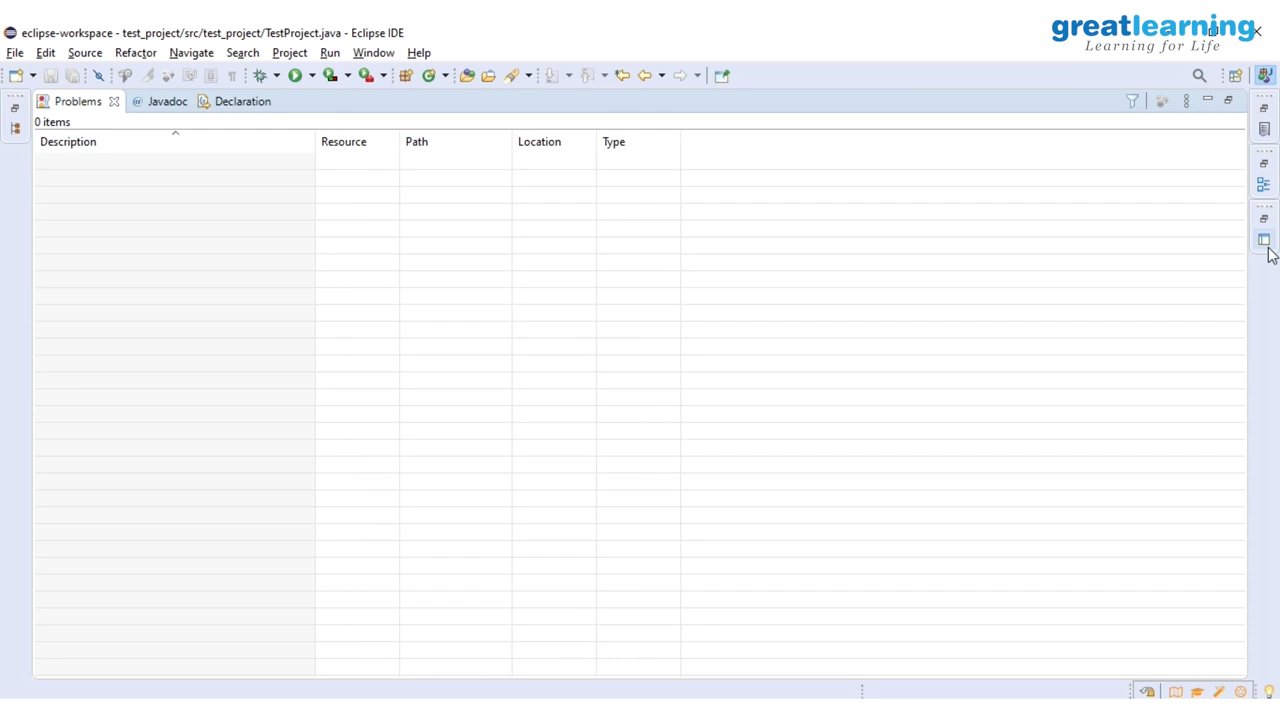 eclipse-workspace - test_project/src/test_project/TestProject.java - Eclipse IDE
greatlearning
Learning for Life
File Edit Source Refactor Navigate Search Project Run Window Help
Problems @ Javadoc Declaration
0 items
Description Resource Path Location Type